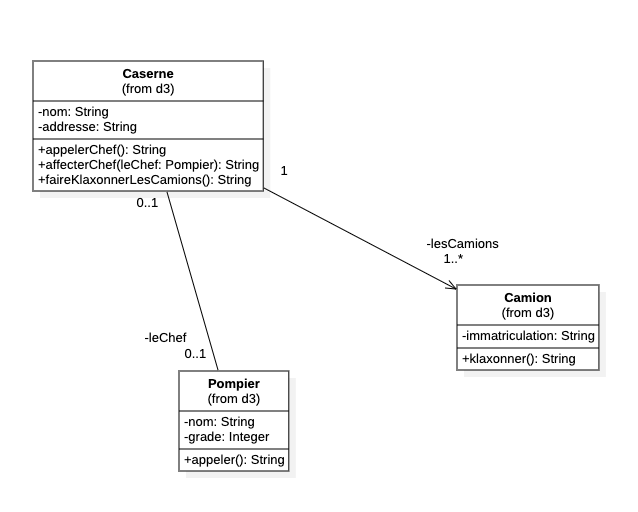 Caserne
(from d3)
-nom: String
-addresse: String
+appelerChef(): String
+affecterChef(leChef: Pompier): String
+faireKlaxonnerLesCamions(): String
1
0..1
-lesCamions
1..*
Camion
(from d3)
-immatriculation: String
+klaxonner(): String
-leChef
0..1
Pompier
(from d3)
-nom: String
-grade: Integer
+appeler(): String